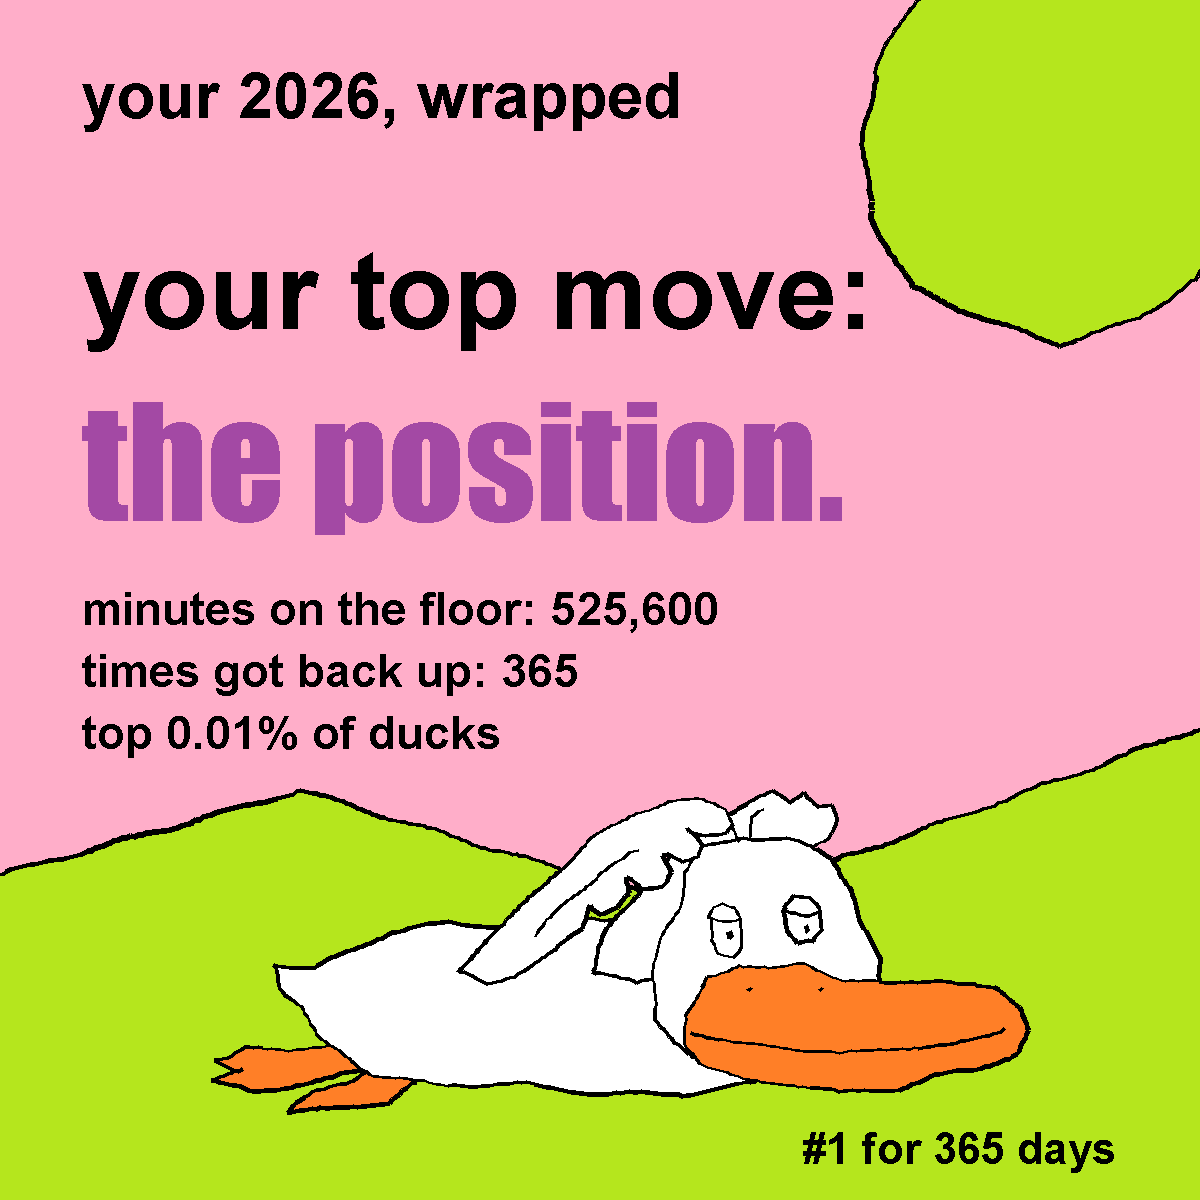 your 2026, wrapped
your top move:
the position.
minutes on the floor: 525,600
times got back up: 365
top 0.01% of ducks
#1 for 365 days